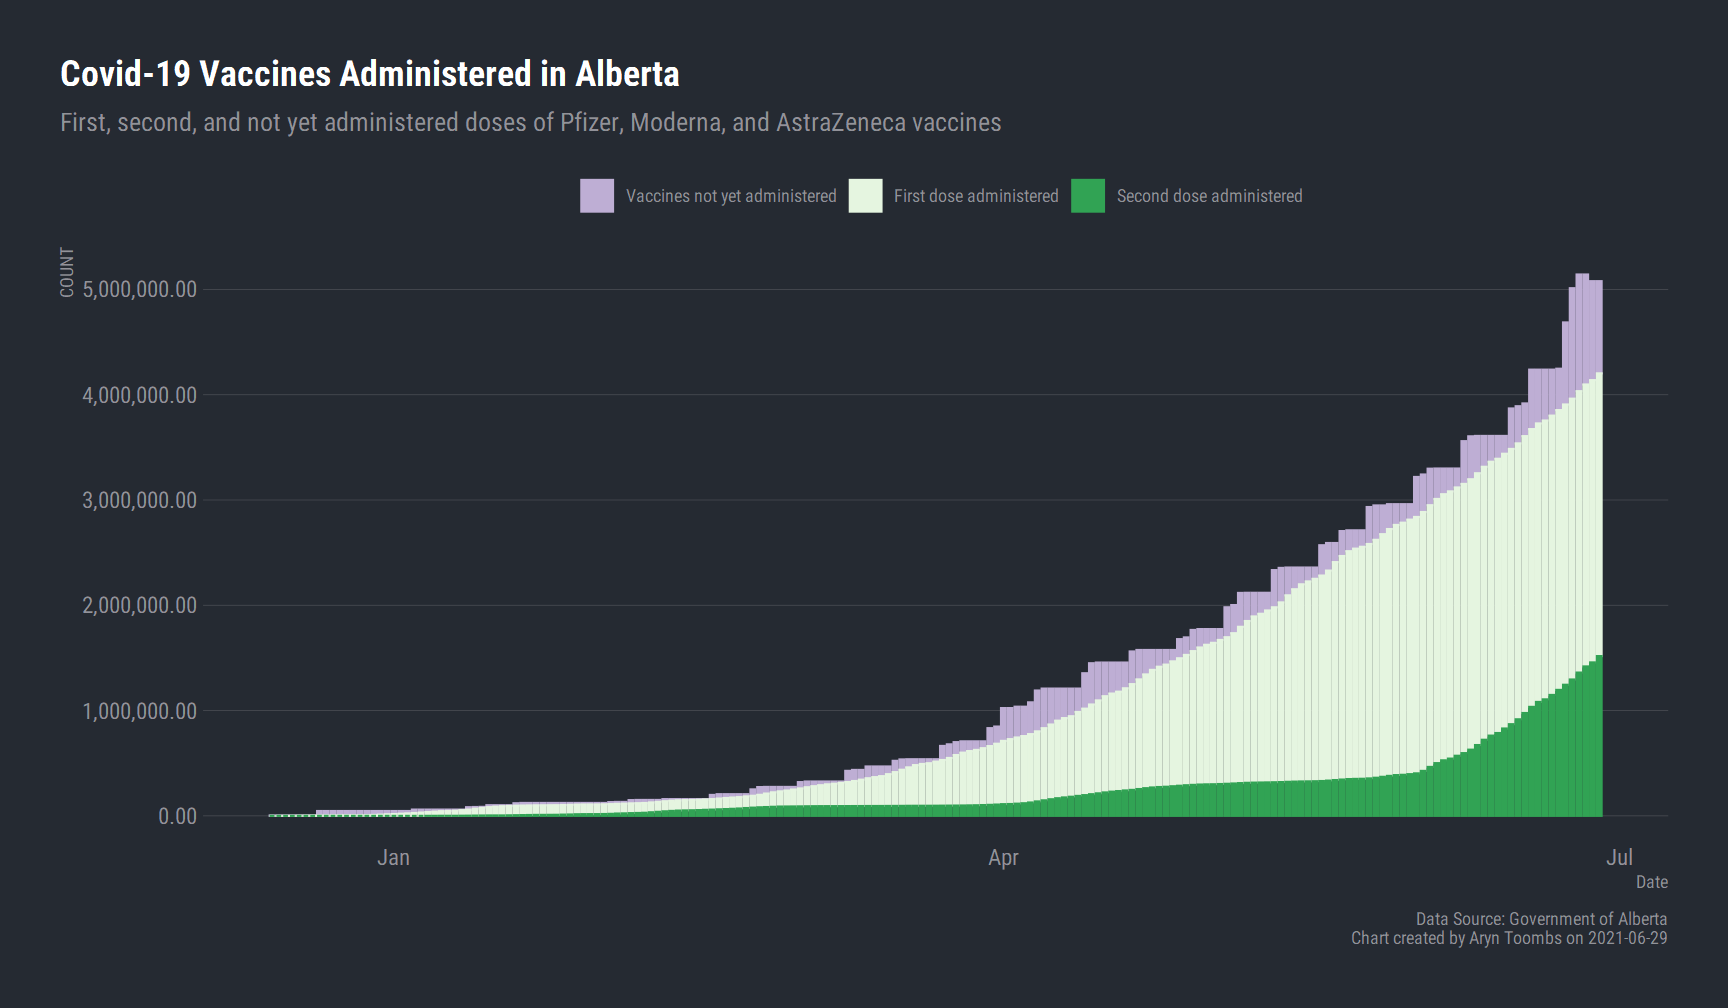 Covid-19 Vaccines Administered in Alberta
First, second, and not yet administered doses of Pfizer, Moderna, and AstraZeneca vaccines
Vaccines not yet administered
First dose administered
Second dose administered
COUNT
5,000,000.00
4,000,000.00
3,000,000.00
2,000,000.00
1,000,000.00
0.00
Jan
Apr
Jul
Date
Data Source: Government of Alberta
Chart created by Aryn Toombs on 2021-06-29